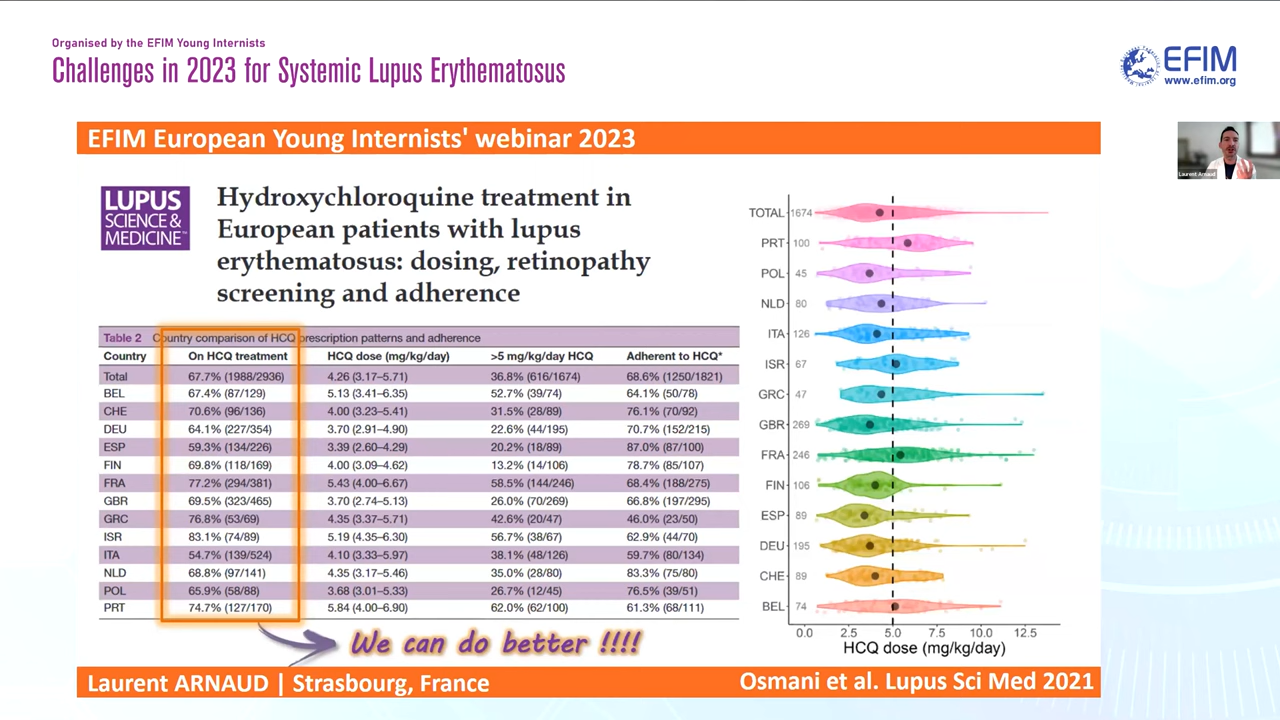 Organised by the EFIM Young Internists
Challenges in 2023 for Systemic Lupus Erythematosus
EFIM
www.efim.org
EFIM European Young Internists' webinar 2023
Laurent Arnaud
LUPUS
SCIENCE &
MEDICINE™
Hydroxychloroquine treatment in
European patients with lupus
erythematosus: dosing, retinopathy
screening and adherence
Table 2 Country comparison of HCQ prescription patterns and adherence
Country On HCQ treatment HCQ dose (mg/kg/day) >5 mg/kg/day HCQ Adherent to HCQ*
Total 67.7% (1988/2936) 4.26 (3.17–5.71) 36.8% (616/1674) 68.6% (1250/1821)
BEL 67.4% (87/129) 5.13 (3.41–6.35) 52.7% (39/74) 64.1% (50/78)
CHE 70.6% (96/136) 4.00 (3.23–5.41) 31.5% (28/89) 76.1% (70/92)
DEU 64.1% (227/354) 3.70 (2.91–4.90) 22.6% (44/195) 70.7% (152/215)
ESP 59.3% (134/226) 3.39 (2.60–4.29) 20.2% (18/89) 87.0% (87/100)
FIN 69.8% (118/169) 4.00 (3.09–4.62) 13.2% (14/106) 78.7% (85/107)
FRA 77.2% (294/381) 5.43 (4.00–6.67) 58.5% (144/246) 68.4% (188/275)
GBR 69.5% (323/465) 3.70 (2.74–5.13) 26.0% (70/269) 66.8% (197/295)
GRC 76.8% (53/69) 4.35 (3.37–5.71) 42.6% (20/47) 46.0% (23/50)
ISR 83.1% (74/89) 5.19 (4.35–6.30) 56.7% (38/67) 62.9% (44/70)
ITA 54.7% (139/524) 4.10 (3.33–5.97) 38.1% (48/126) 59.7% (80/134)
NLD 68.8% (97/141) 4.35 (3.17–5.46) 35.0% (28/80) 83.3% (75/80)
POL 65.9% (58/88) 3.68 (3.01–5.33) 26.7% (12/45) 76.5% (39/51)
PRT 74.7% (127/170) 5.84 (4.00–6.90) 62.0% (62/100) 61.3% (68/111)
We can do better !!!!
TOTAL 1674
PRT 100
POL 45
NLD 80
ITA 126
ISR 67
GRC 47
GBR 269
FRA 246
FIN 106
ESP 89
DEU 195
CHE 89
BEL 74
0.0 2.5 5.0 7.5 10.0 12.5
HCQ dose (mg/kg/day)
Laurent ARNAUD | Strasbourg, France
Osmani et al. Lupus Sci Med 2021